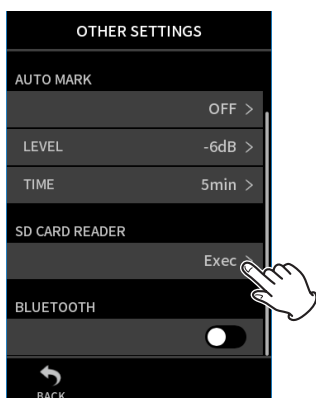 OTHER SETTINGS
AUTO MARK
OFF >
LEVEL -6dB >
TIME 5min >
SD CARD READER
Exec >
BLUETOOTH
BACK